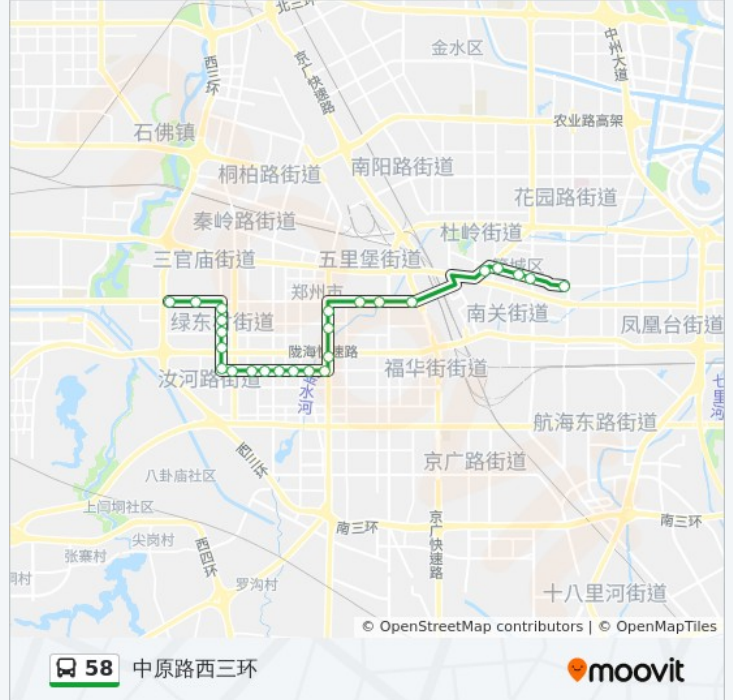 北三环
金水区
中州大道
西三环
京广快速路
农业路高架
石佛镇
桐柏路街道
南阳路街道
花园路街道
秦岭路街道
杜岭街道
三官庙街道
五里堡街道
城区
郑州市
南关街道
绿东 街道
凤凰台街道
陇海快速路
福华街街道
汝河路街道
金水河
七里河
航海东路街道
西三环
京广路街道
八卦庙社区
上闫垌社区
南三环
南三环
京广快速路
西四环
尖岗村
张寨村
垌村
罗沟村
十八里河街道
© OpenStreetMap contributors | © OpenMapTiles
58 中原路西三环
moovit